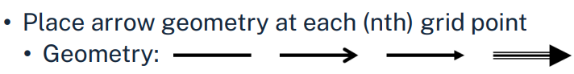 • Place arrow geometry at each (nth) grid point
• Geometry: